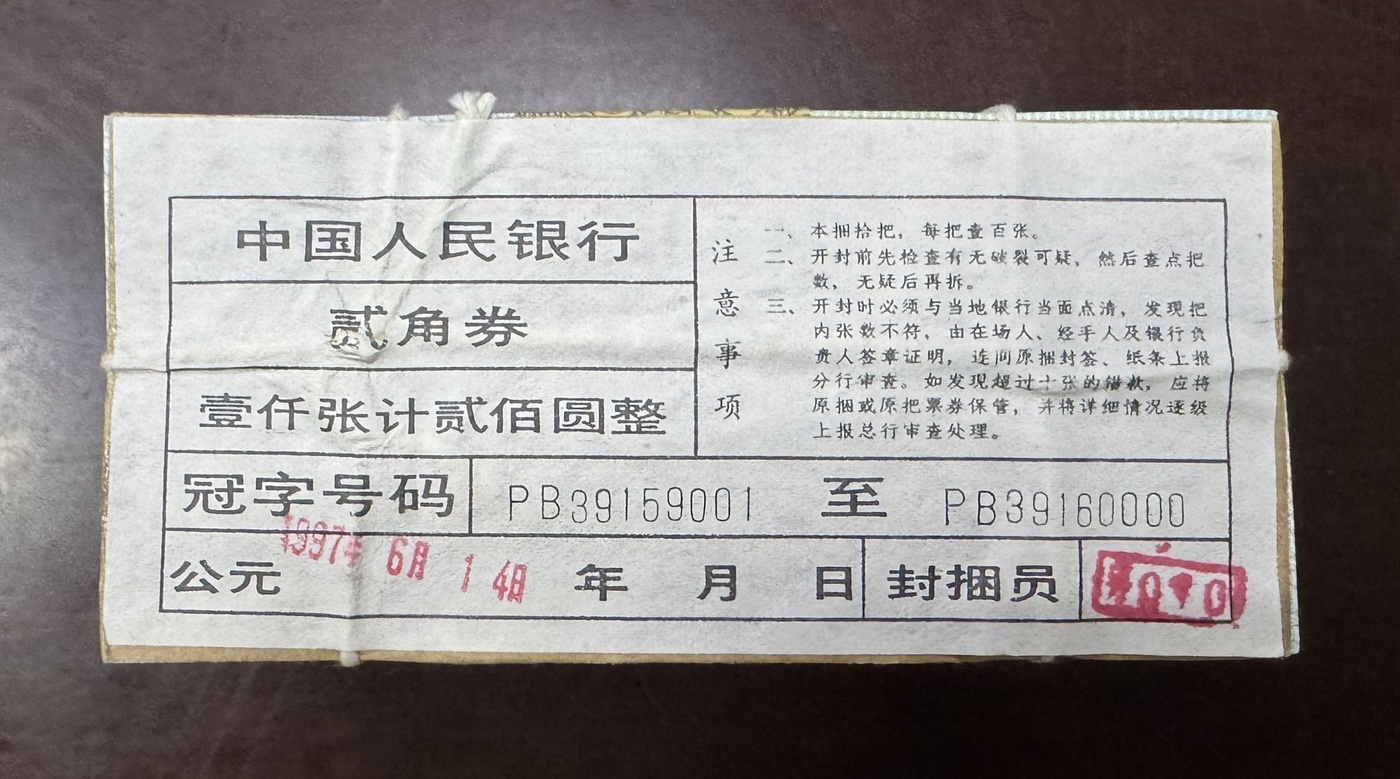 中国人民银行
贰角券
壹仟张计贰佰圆整
注意事项
一、本捆拾把，每把壹百张。
二、开封前先检查有无破裂可疑，然后查点把
数，无疑后再拆。
三、开封时必须与当地银行当面点清，发现把
内张数不符，由在场人、经手人及银行负
责人签章证明，连同原捆封签、纸条上报
分行审查。如发现超过十张的错款，应将
原捆或原把票券保管，并将详细情况逐级
上报总行审查处理。
冠字号码 PB39159001 至 PB39160000
1997年 6月 14日
公元 年 月 日 封捆员